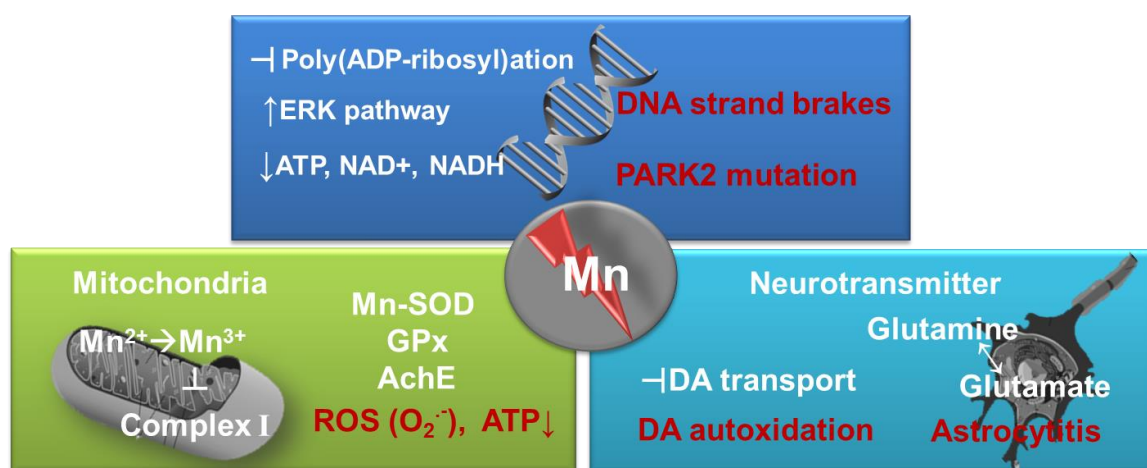 ⊣ Poly(ADP-ribosyl)ation
↑ERK pathway
↓ATP, NAD+, NADH
DNA strand brakes
PARK2 mutation
Mn
Mitochondria
Mn²⁺→Mn³⁺
⊥
Complex I
Mn-SOD
GPx
AchE
ROS (O₂·⁻), ATP↓
Neurotransmitter
Glutamine
↔
Glutamate
⊣DA transport
DA autoxidation
Astrocytitis